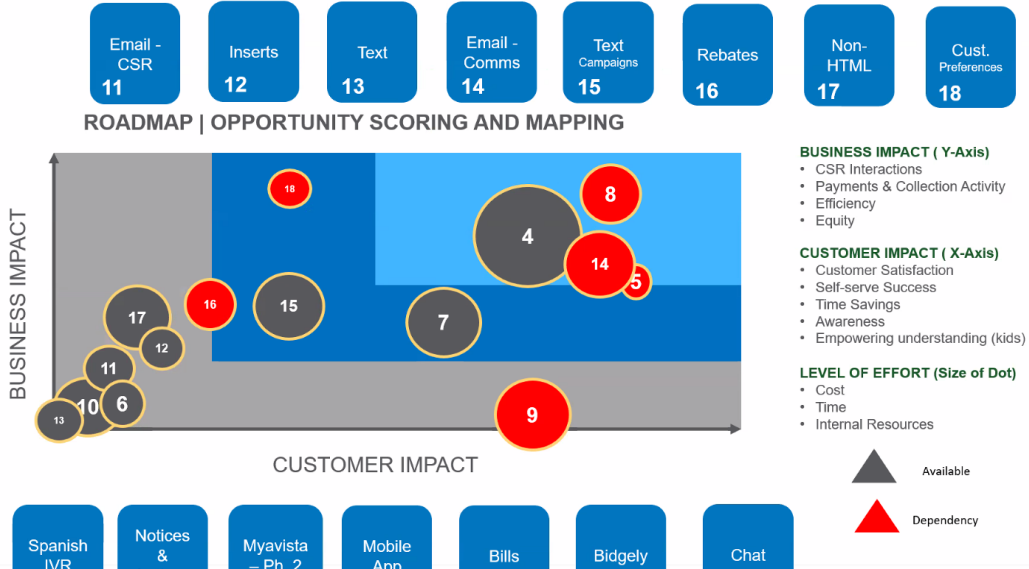 Email -
CSR
11
Inserts
12
Text
13
Email -
Comms
14
Text
Campaigns
15
Rebates
16
Non-
HTML
17
Cust.
Preferences
18
ROADMAP | OPPORTUNITY SCORING AND MAPPING
BUSINESS IMPACT
18
8
4
14
5
16
15
7
17
12
11
10
6
13
9
CUSTOMER IMPACT
BUSINESS IMPACT ( Y-Axis)
• CSR Interactions
• Payments & Collection Activity
• Efficiency
• Equity
CUSTOMER IMPACT ( X-Axis)
• Customer Satisfaction
• Self-serve Success
• Time Savings
• Awareness
• Empowering understanding (kids)
LEVEL OF EFFORT (Size of Dot)
• Cost
• Time
• Internal Resources
Available
Dependency
Spanish
IVR
Notices
&
Myavista
– Ph. 2
Mobile
App
Bills
Bidgely
Chat